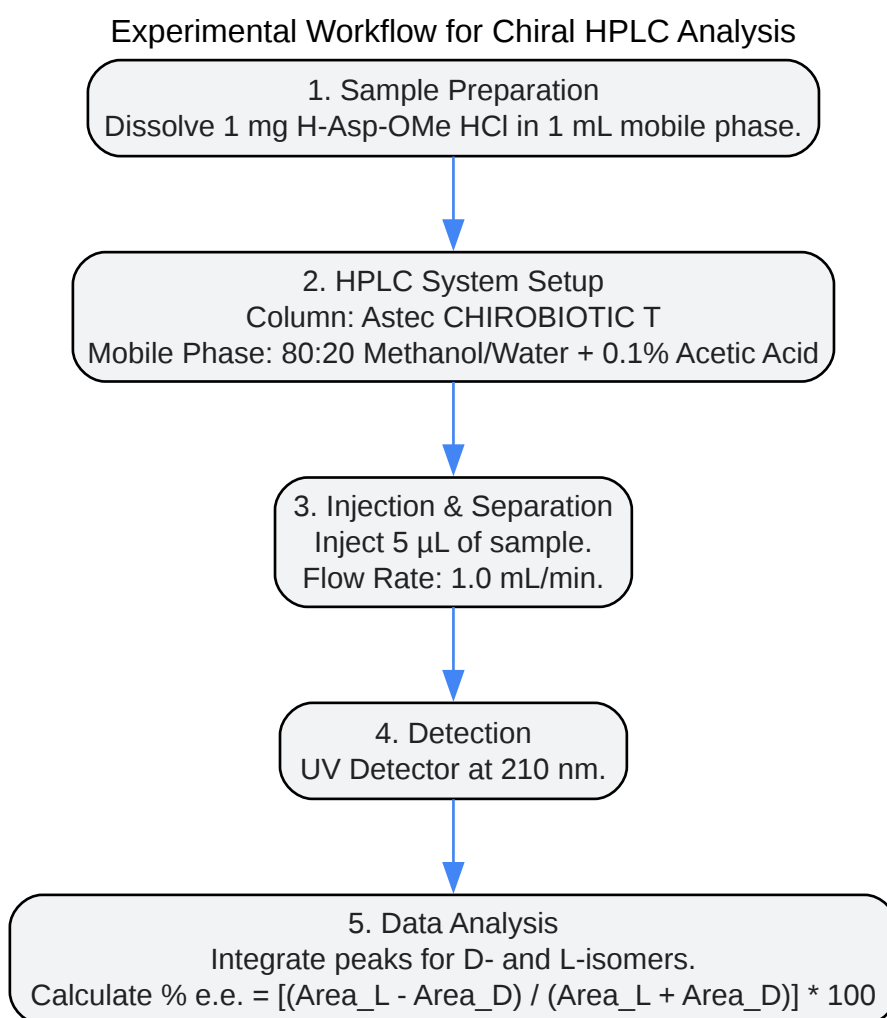 Experimental Workflow for Chiral HPLC Analysis
1. Sample Preparation
Dissolve 1 mg H-Asp-OMe HCl in 1 mL mobile phase.
2. HPLC System Setup
Column: Astec CHIROBIOTIC T
Mobile Phase: 80:20 Methanol/Water + 0.1% Acetic Acid
3. Injection & Separation
Inject 5 µL of sample.
Flow Rate: 1.0 mL/min.
4. Detection
UV Detector at 210 nm.
5. Data Analysis
Integrate peaks for D- and L-isomers.
Calculate % e.e. = [(Area_L - Area_D) / (Area_L + Area_D)] * 100